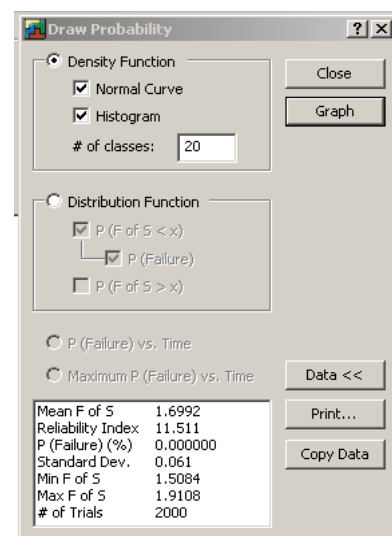 Draw Probability
Density Function
Close
Normal Curve
Graph
Histogram
# of classes: 20
Distribution Function
P (F of S < x)
P (Failure)
P (F of S > x)
P (Failure) vs. Time
Maximum P (Failure) vs. Time
Data <<
Mean F of S 1.6992
Print...
Reliability Index 11.511
P (Failure) (%) 0.000000
Copy Data
Standard Dev. 0.061
Min F of S 1.5084
Max F of S 1.9108
# of Trials 2000